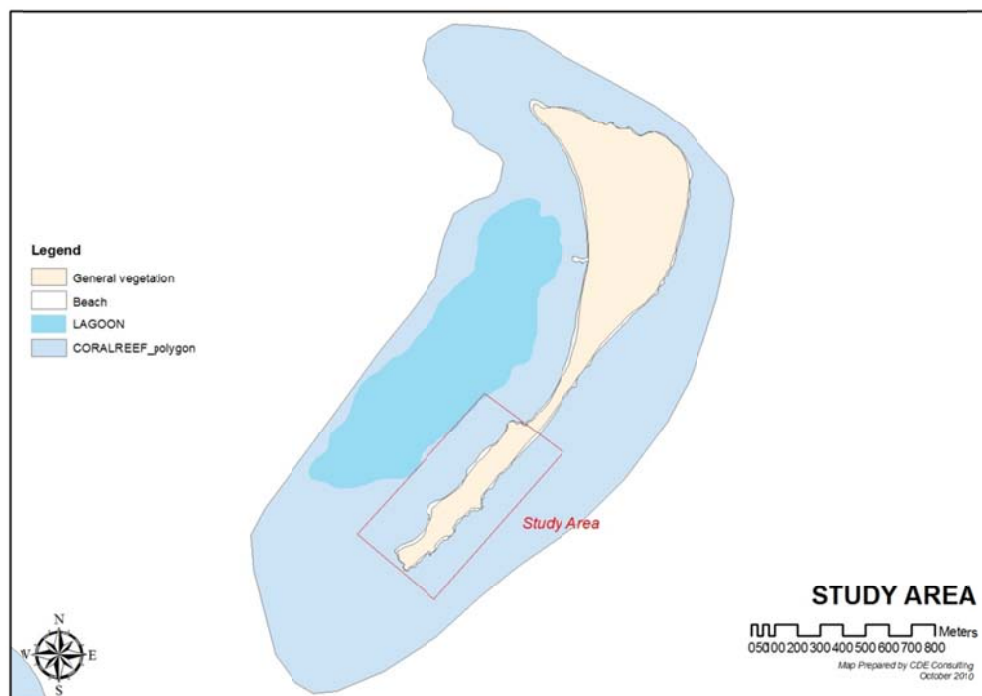 Legend
General vegetation
Beach
LAGOON
CORALREEF_polygon
Study Area
N
W
E
S
STUDY AREA
Meters
050100 200 300 400 500 600 700 800
Map Prepared by CDE Consulting
October 2010